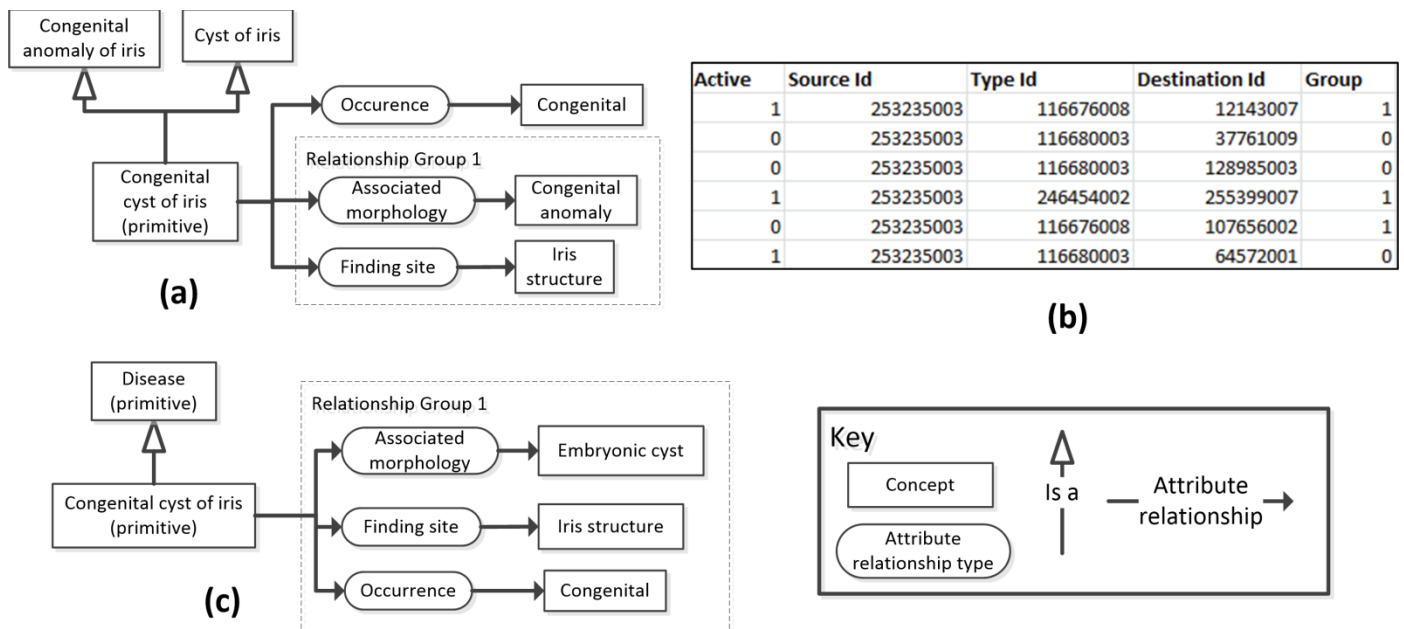 Congenital
anomaly of iris
Cyst of iris
Occurence
Congenital
Relationship Group 1
Congenital
cyst of iris
(primitive)
Associated
morphology
Congenital
anomaly
Finding site
Iris
structure
(a)
Active Source Id Type Id Destination Id Group
1 253235003 116676008 12143007 1
0 253235003 116680003 37761009 0
0 253235003 116680003 128985003 0
1 253235003 246454002 255399007 1
0 253235003 116676008 107656002 1
1 253235003 116680003 64572001 0
(b)
Disease
(primitive)
Relationship Group 1
Associated
morphology
Embryonic cyst
Congenital cyst of iris
(primitive)
Finding site
Iris structure
Occurrence
Congenital
(c)
Key
Concept
Is a
Attribute
relationship
Attribute
relationship type